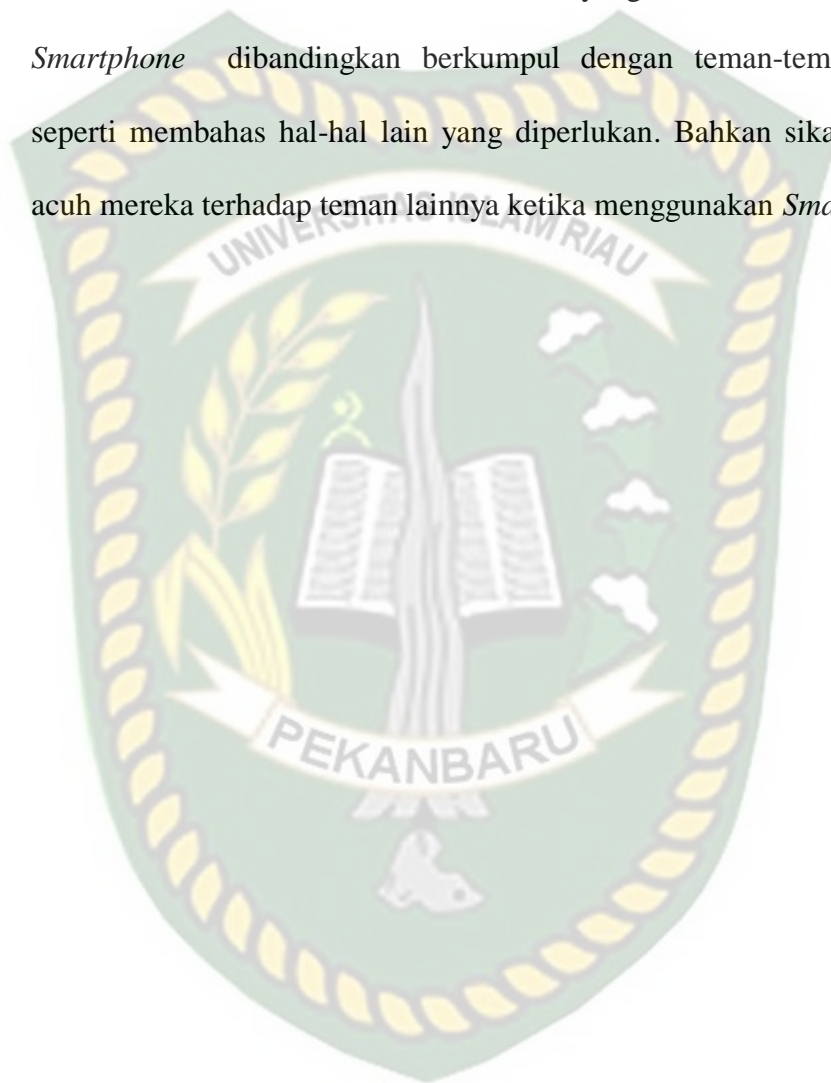 Smartphone dibandingkan berkumpul dengan teman-tem
seperti membahas hal-hal lain yang diperlukan. Bahkan sika
acuh mereka terhadap teman lainnya ketika menggunakan Sma
UNIVERSITAS ISLAM RIAU
PEKANBARU